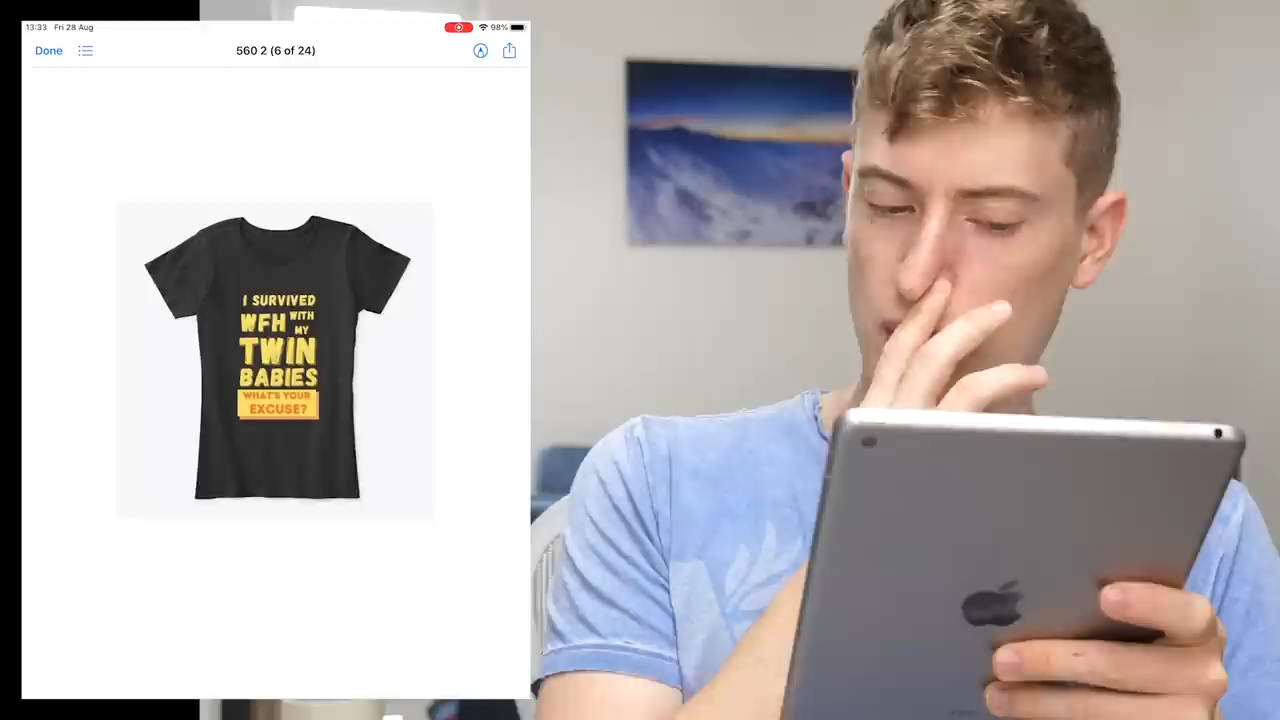 13:33 Fri 28 Aug
98%
Done
560 2 (6 of 24)
I SURVIVED
WFH WITH MY
TWIN
BABIES
WHAT'S YOUR
EXCUSE?